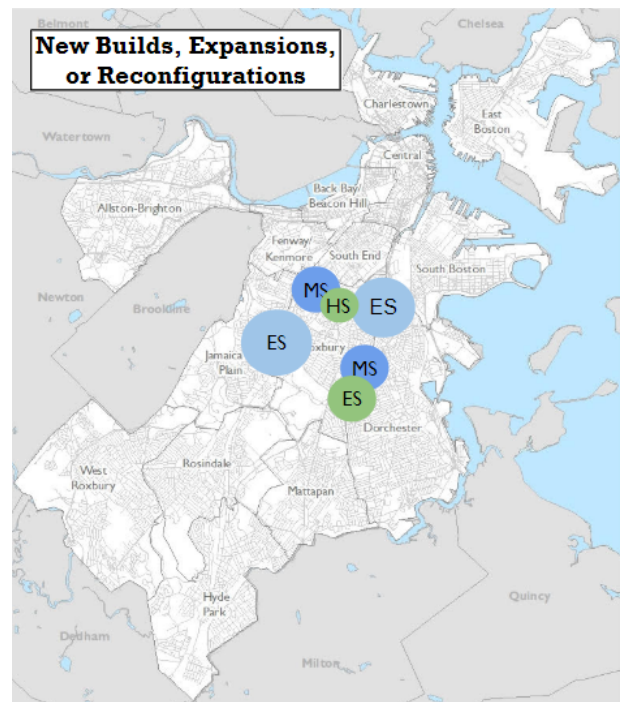 Belmont
Chelsea
New Builds, Expansions,
or Reconfigurations
Charlestown
East
Boston
Watertown
Central
Back Bay/
Beacon Hill
Allston-Brighton
Fenway/
Kenmore
South End
South Boston
MS
HS
ES
Newton
Brookline
ES
oxbury
Jamaica
Plain
MS
ES
Dorchester
West
Roxbury
Rosindale
Mattapan
Hyde
Park
Quincy
Dedham
Milton